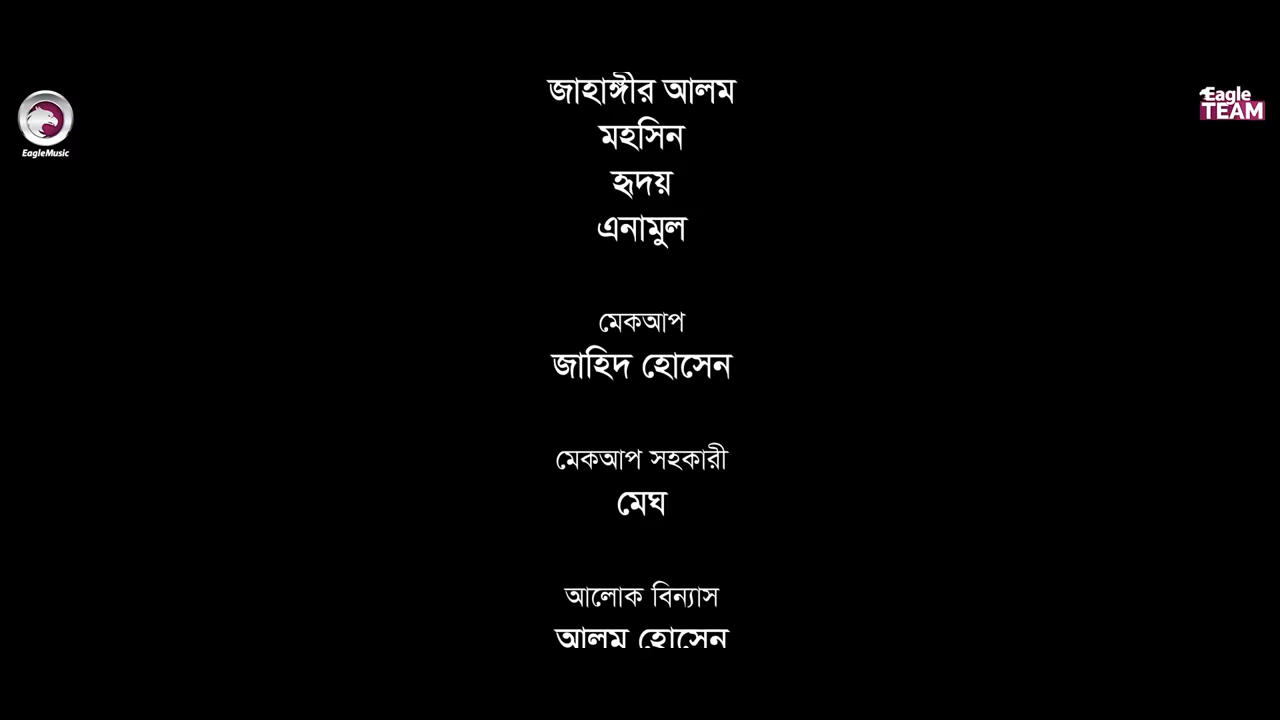 জাহাঙ্গীর আলম
মহসিন
হৃদয়
এনামুল
মেকআপ
জাহিদ হোসেন
মেকআপ সহকারী
মেঘ
আলোক বিন্যাস
আলম হোসেন
EagleMusic
Eagle
TEAM